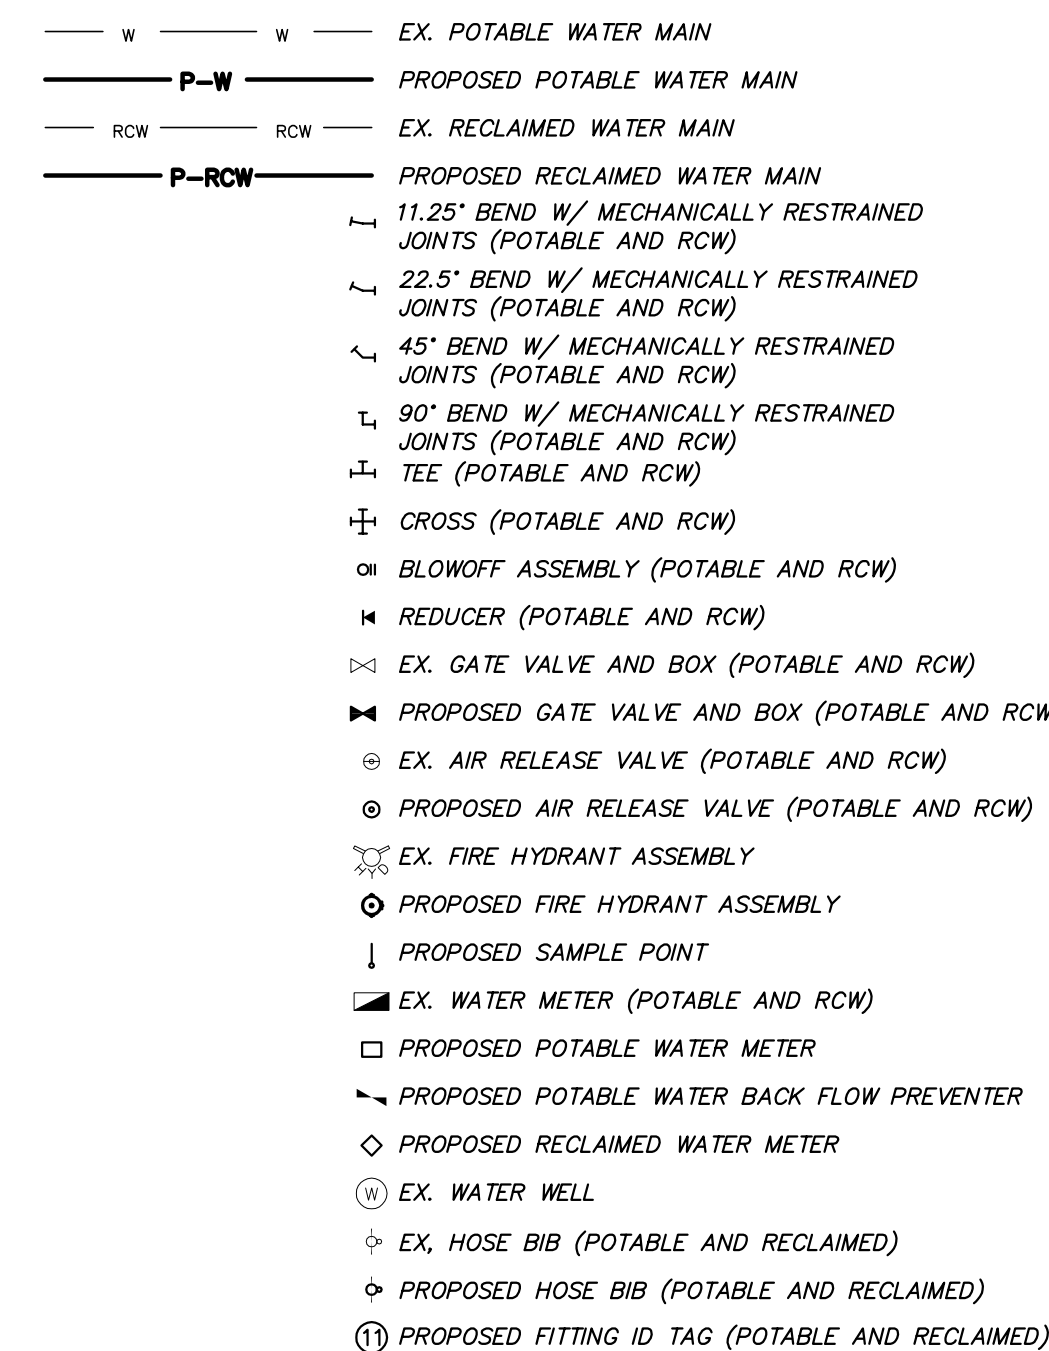 W W EX. POTABLE WATER MAIN
P-W PROPOSED POTABLE WATER MAIN
RCW RCW EX. RECLAIMED WATER MAIN
P-RCW PROPOSED RECLAIMED WATER MAIN
11.25° BEND W/ MECHANICALLY RESTRAINED
JOINTS (POTABLE AND RCW)
22.5° BEND W/ MECHANICALLY RESTRAINED
JOINTS (POTABLE AND RCW)
45° BEND W/ MECHANICALLY RESTRAINED
JOINTS (POTABLE AND RCW)
90° BEND W/ MECHANICALLY RESTRAINED
JOINTS (POTABLE AND RCW)
TEE (POTABLE AND RCW)
CROSS (POTABLE AND RCW)
BLOWOFF ASSEMBLY (POTABLE AND RCW)
REDUCER (POTABLE AND RCW)
EX. GATE VALVE AND BOX (POTABLE AND RCW)
PROPOSED GATE VALVE AND BOX (POTABLE AND RCW
EX. AIR RELEASE VALVE (POTABLE AND RCW)
PROPOSED AIR RELEASE VALVE (POTABLE AND RCW)
EX. FIRE HYDRANT ASSEMBLY
PROPOSED FIRE HYDRANT ASSEMBLY
PROPOSED SAMPLE POINT
EX. WATER METER (POTABLE AND RCW)
PROPOSED POTABLE WATER METER
PROPOSED POTABLE WATER BACK FLOW PREVENTER
PROPOSED RECLAIMED WATER METER
W EX. WATER WELL
EX, HOSE BIB (POTABLE AND RECLAIMED)
PROPOSED HOSE BIB (POTABLE AND RECLAIMED)
11 PROPOSED FITTING ID TAG (POTABLE AND RECLAIMED)